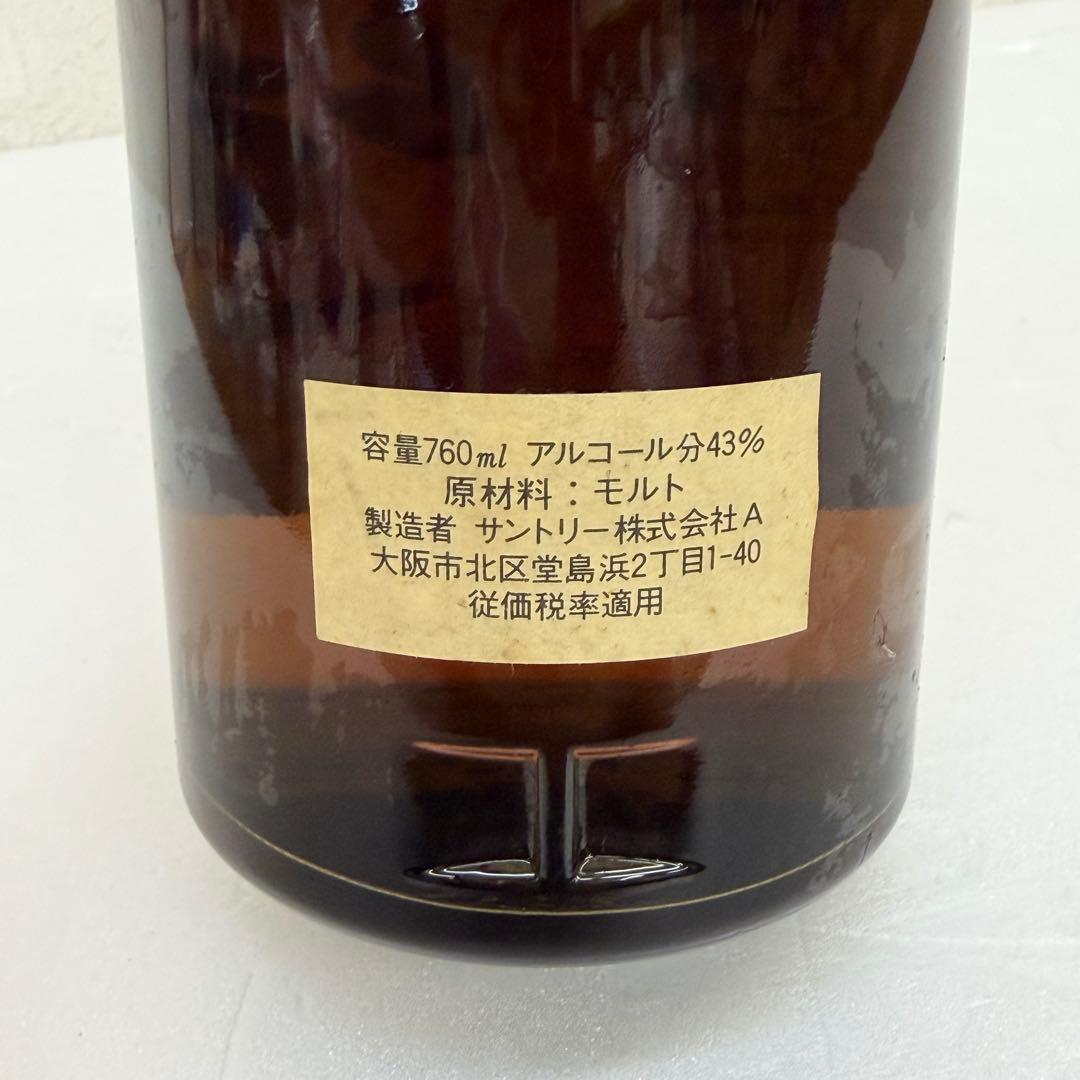 容量760ml アルコール分43%
原材料：モルト
製造者 サントリー株式会社A
大阪市北区堂島浜2丁目1-40
従価税率適用